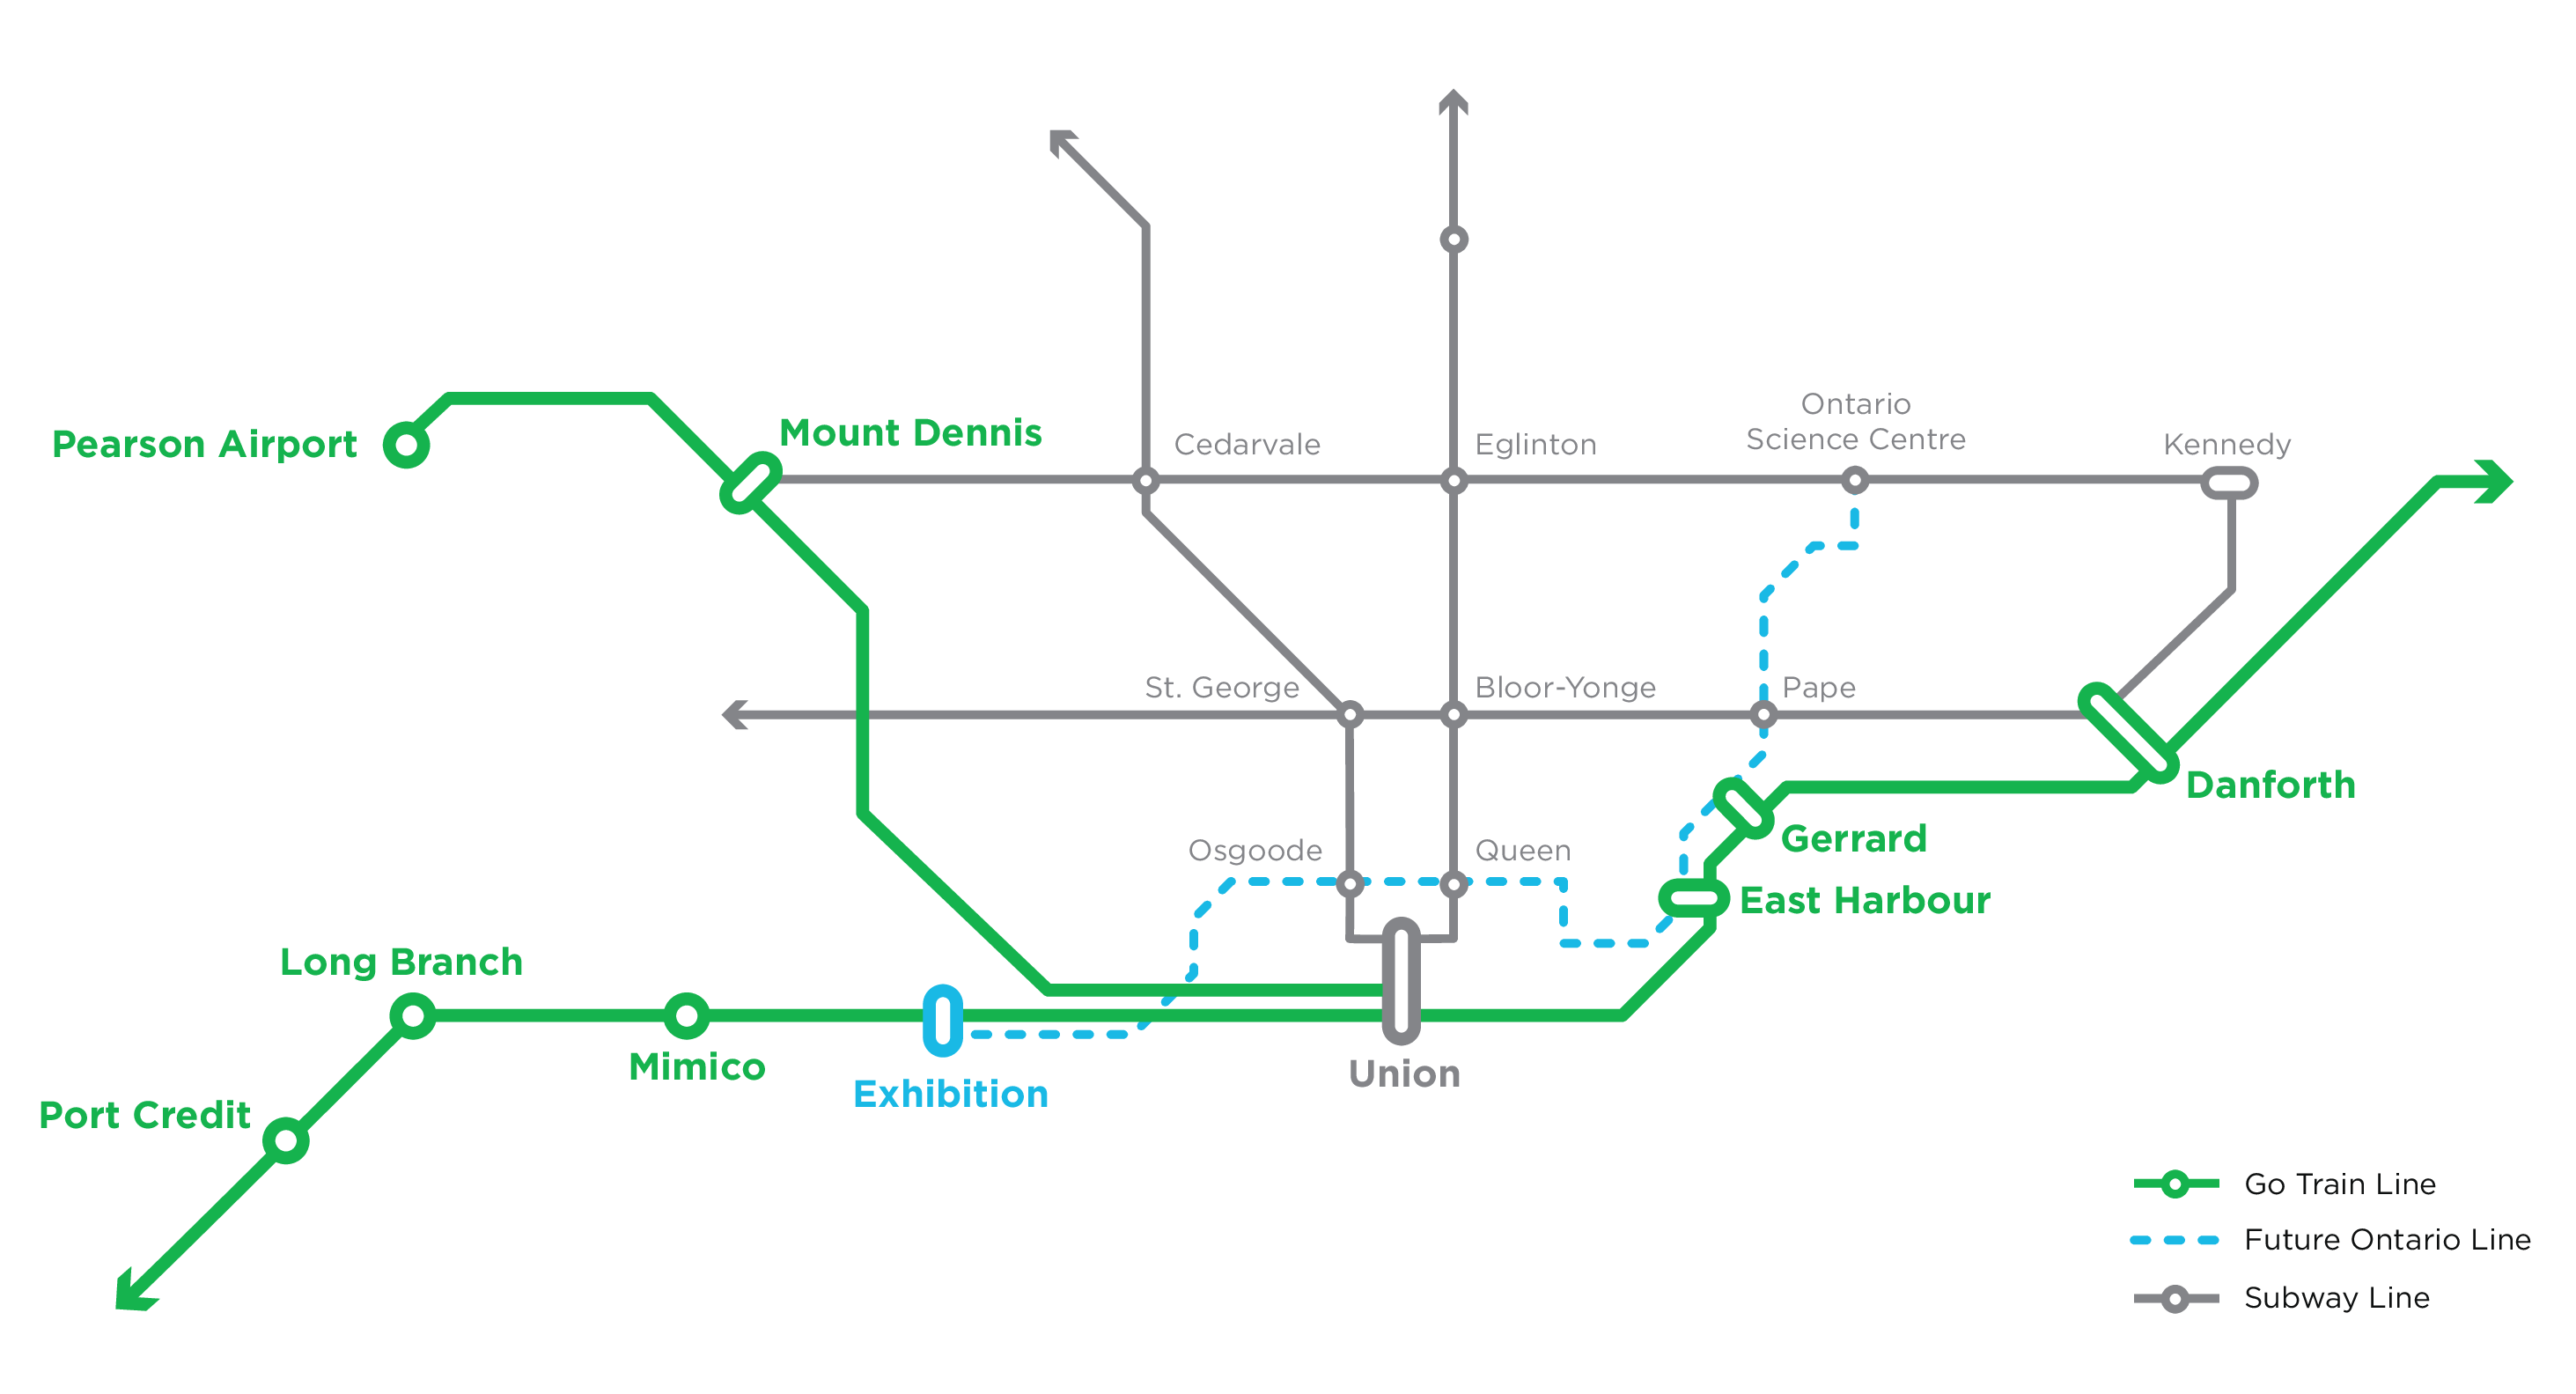 Ontario
Science Centre
Mount Dennis
Pearson Airport
Cedarvale
Eglinton
Kennedy
St. George
Bloor-Yonge
Pape
Danforth
Gerrard
Osgoode
Queen
East Harbour
Long Branch
Mimico
Union
Exhibition
Port Credit
Go Train Line
Future Ontario Line
Subway Line